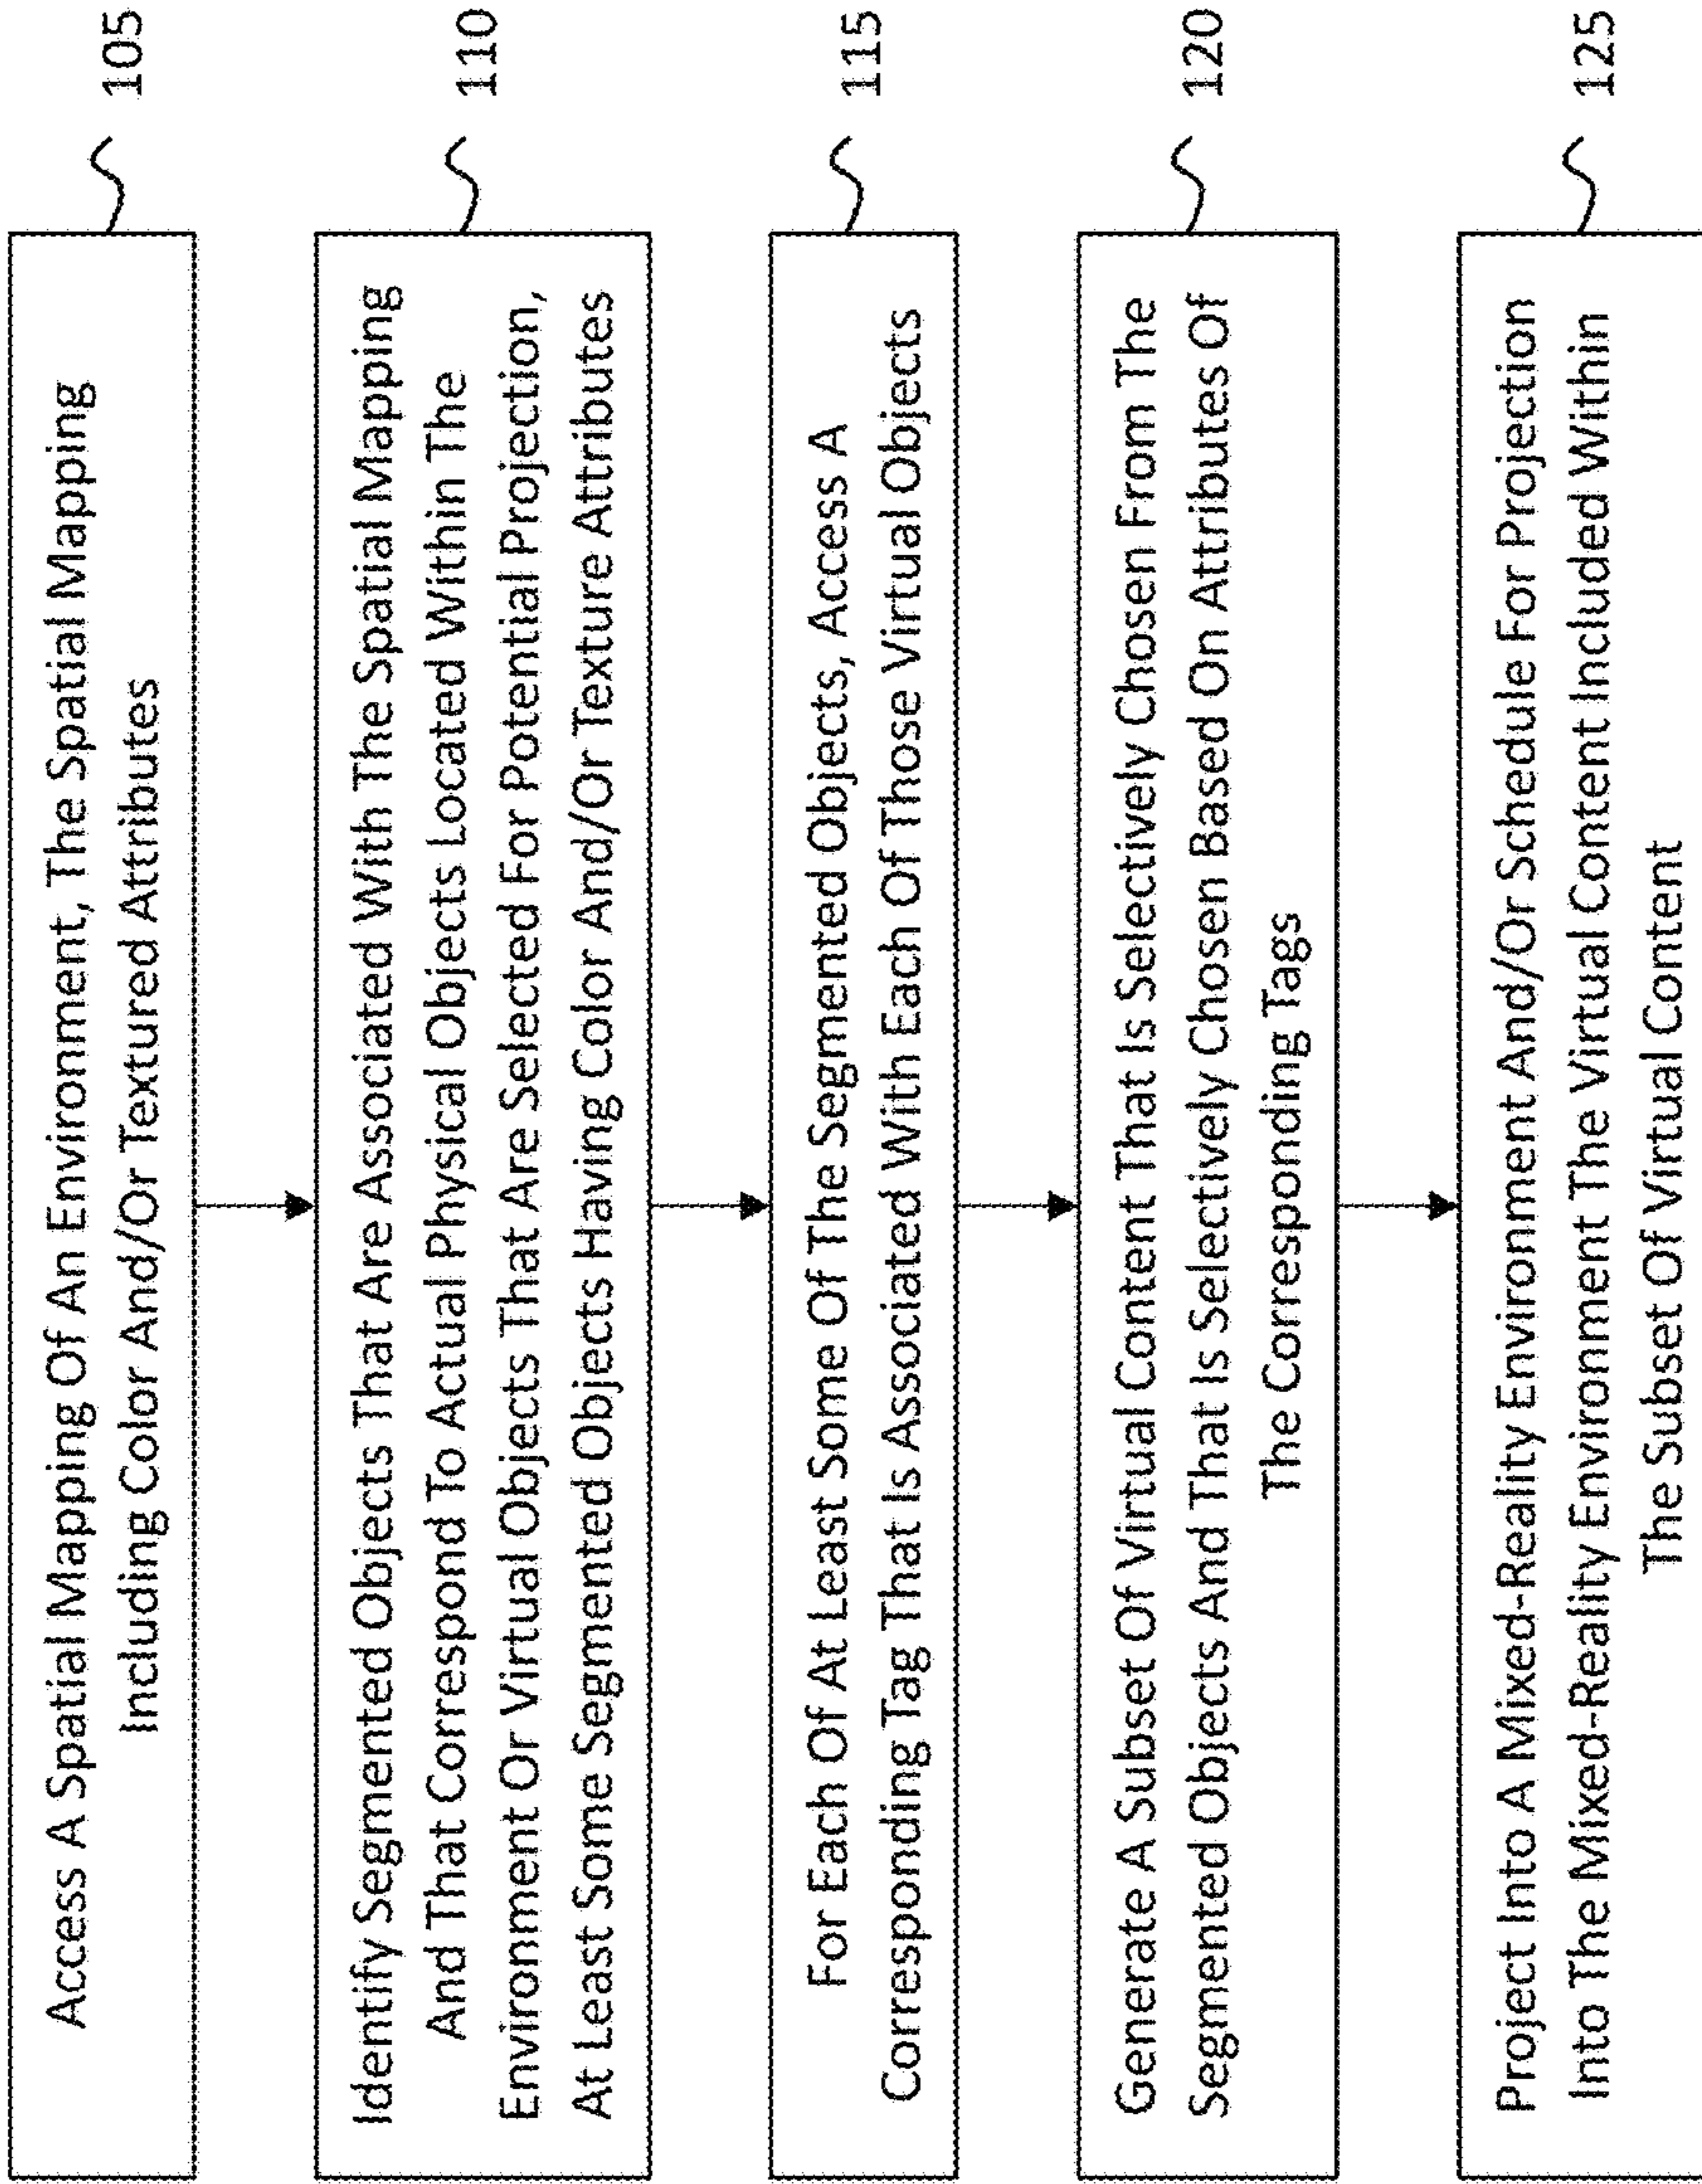 Access A Spatial Mapping Of An Environment, The Spatial Mapping
Including Color And/Or Textured Attributes
105
Identify Segmented Objects That Are Associated With The Spatial Mapping
And That Correspond To Actual Physical Objects Located Within The
Environment Or Virtual Objects That Are Selected For Potential Projection,
At Least Some Segmented Objects Having Color And/Or Texture Attributes
110
For Each Of At Least Some Of The Segmented Objects, Access A
Corresponding Tag That Is Associated With Each Of Those Virtual Objects
115
Generate A Subset Of Virtual Content That Is Selectively Chosen From The
Segmented Objects And That Is Selectively Chosen Based On Attributes Of
The Corresponding Tags
120
Project Into A Mixed-Reality Environment And/Or Schedule For Projection
Into The Mixed-Reality Environment The Virtual Content Included Within
The Subset Of Virtual Content
125